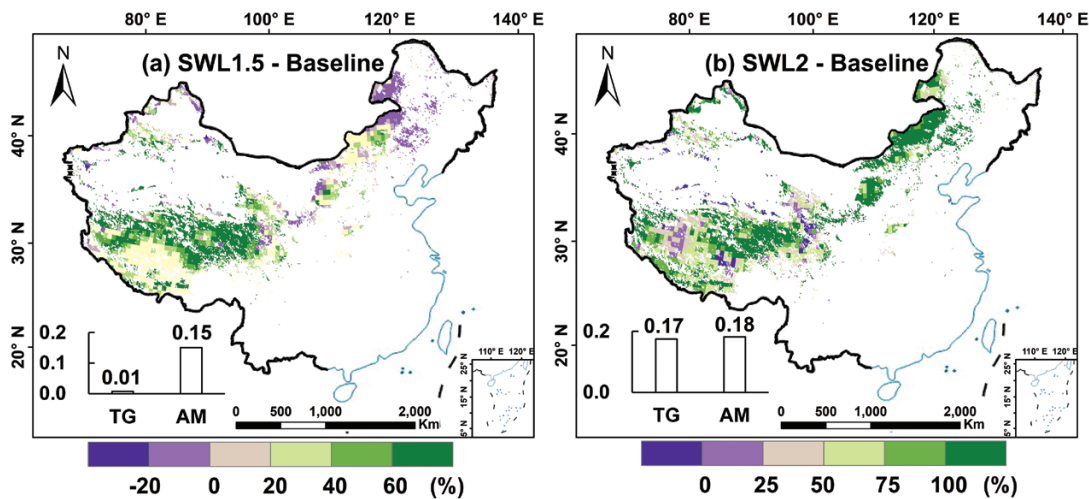 80° E 100° E 120° E 140° E
N
(a) SWL1.5 - Baseline
40° N
30° N
20° N
0.2
0.1
0.0
0.01
0.15
TG AM
0 500 1,000 2,000
Km
110° E 120° E
25° N
15° N
5° N
-20 0 20 40 60 (%)
80° E 100° E 120° E 140° E
N
(b) SWL2 - Baseline
40° N
30° N
20° N
0.2
0.0
0.17
0.18
TG AM
0 500 1,000 2,000
Km
110° E 120° E
25° N
15° N
5° N
0 25 50 75 100 (%)